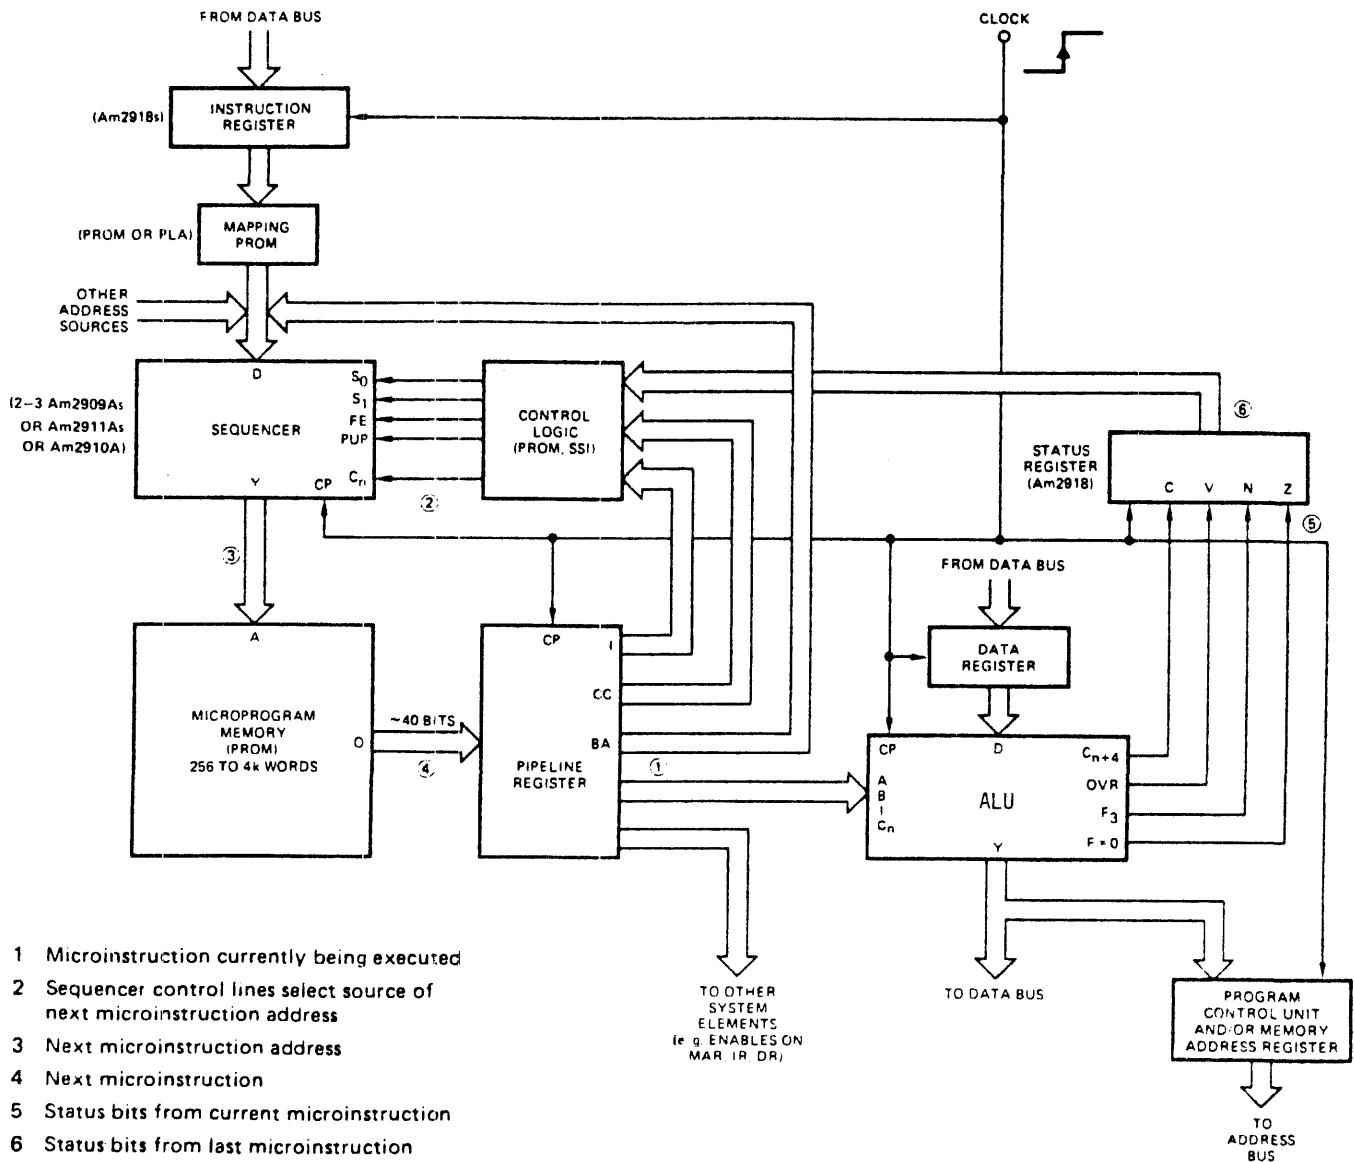 FROM DATA BUS
CLOCK
(Am2918s)
INSTRUCTION
REGISTER
(PROM OR PLA)
MAPPING
PROM
OTHER
ADDRESS
SOURCES
D
S0
S1
FE
PUP
Cn
SEQUENCER
Y
CP
(2-3 Am2909As
OR Am2911As
OR Am2910A)
CONTROL
LOGIC
(PROM, SSI)
②
③
⑥
STATUS
REGISTER
(Am2918)
C V N Z
⑤
FROM DATA BUS
DATA
REGISTER
A
MICROPROGRAM
MEMORY
(PROM)
256 TO 4k WORDS
O
~40 BITS
④
CP
I
CC
BA
PIPELINE
REGISTER
①
CP
D
A
B
I
Cn
ALU
Cn+4
OVR
F3
F = 0
Y
TO OTHER
SYSTEM
ELEMENTS
(e.g. ENABLES ON
MAR, IR, DR)
TO DATA BUS
PROGRAM
CONTROL UNIT
AND/OR MEMORY
ADDRESS REGISTER
TO
ADDRESS
BUS
1 Microinstruction currently being executed
2 Sequencer control lines select source of
next microinstruction address
3 Next microinstruction address
4 Next microinstruction
5 Status bits from current microinstruction
6 Status bits from last microinstruction